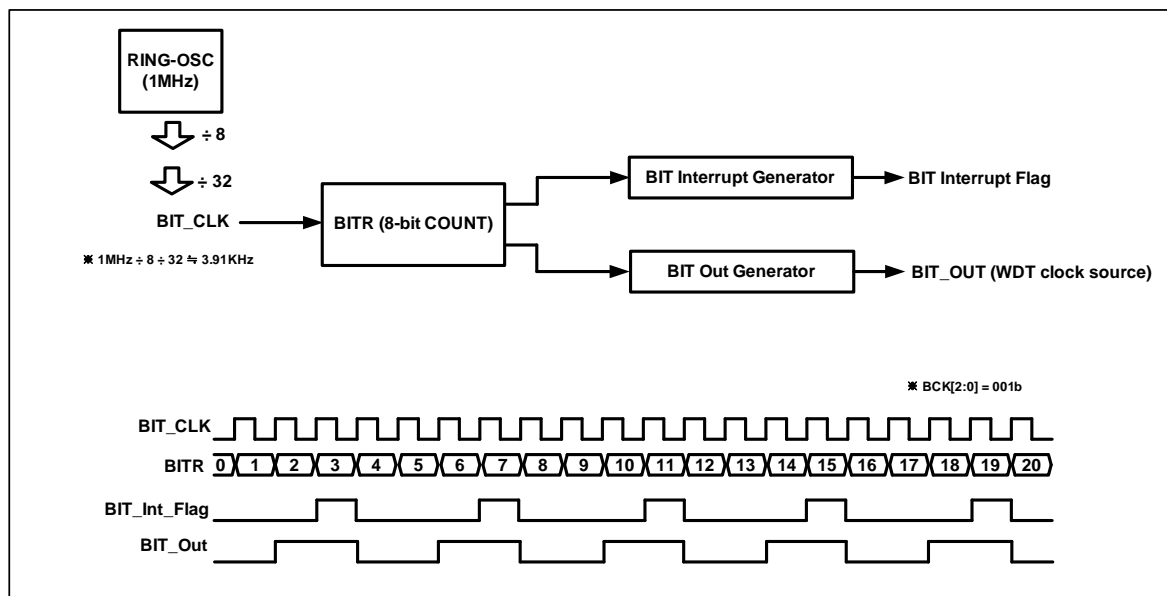 RING-OSC
(1MHz)
÷ 8
÷ 32
BIT_CLK
※ 1MHz ÷ 8 ÷ 32 ≒ 3.91KHz
BITR (8-bit COUNT)
BIT Interrupt Generator
BIT Interrupt Flag
BIT Out Generator
BIT_OUT (WDT clock source)
※ BCK[2:0] = 001b
BIT_CLK
BITR 0 1 2 3 4 5 6 7 8 9 10 11 12 13 14 15 16 17 18 19 20
BIT_Int_Flag
BIT_Out